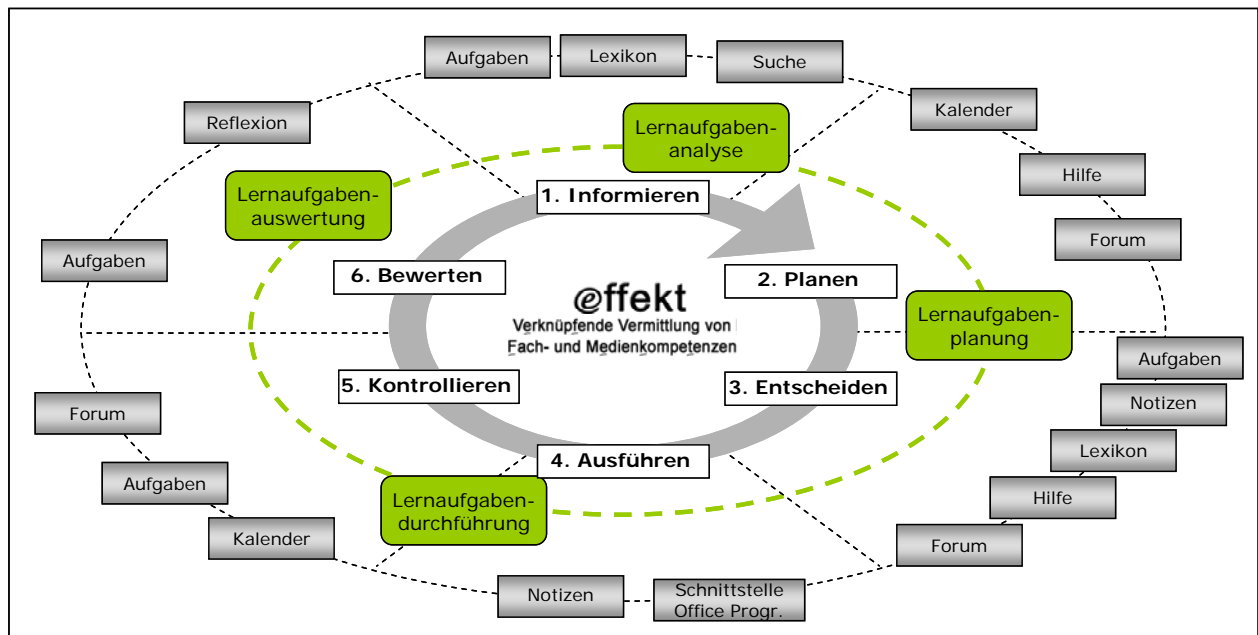 Aufgaben
Lexikon
Suche
Kalender
Hilfe
Forum
Reflexion
Aufgaben
Lernaufgaben-
analyse
Lernaufgaben-
auswertung
1. Informieren
6. Bewerten
2. Planen
effekt
Verknüpfende Vermittlung von
Fach- und Medienkompetenzen
Lernaufgaben-
planung
5. Kontrollieren
3. Entscheiden
4. Ausführen
Lernaufgaben-
durchführung
Aufgaben
Notizen
Lexikon
Hilfe
Forum
Schnittstelle
Office Progr.
Notizen
Kalender
Aufgaben
Forum